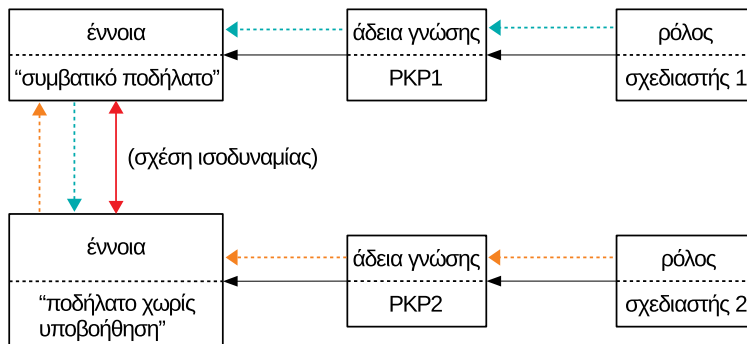 έννοια
“συμβατικό ποδήλατο”
άδεια γνώσης
PKP1
ρόλος
σχεδιαστής 1
(σχέση ισοδυναμίας)
έννοια
“ποδήλατο χωρίς
υποβοήθηση”
άδεια γνώσης
PKP2
ρόλος
σχεδιαστής 2